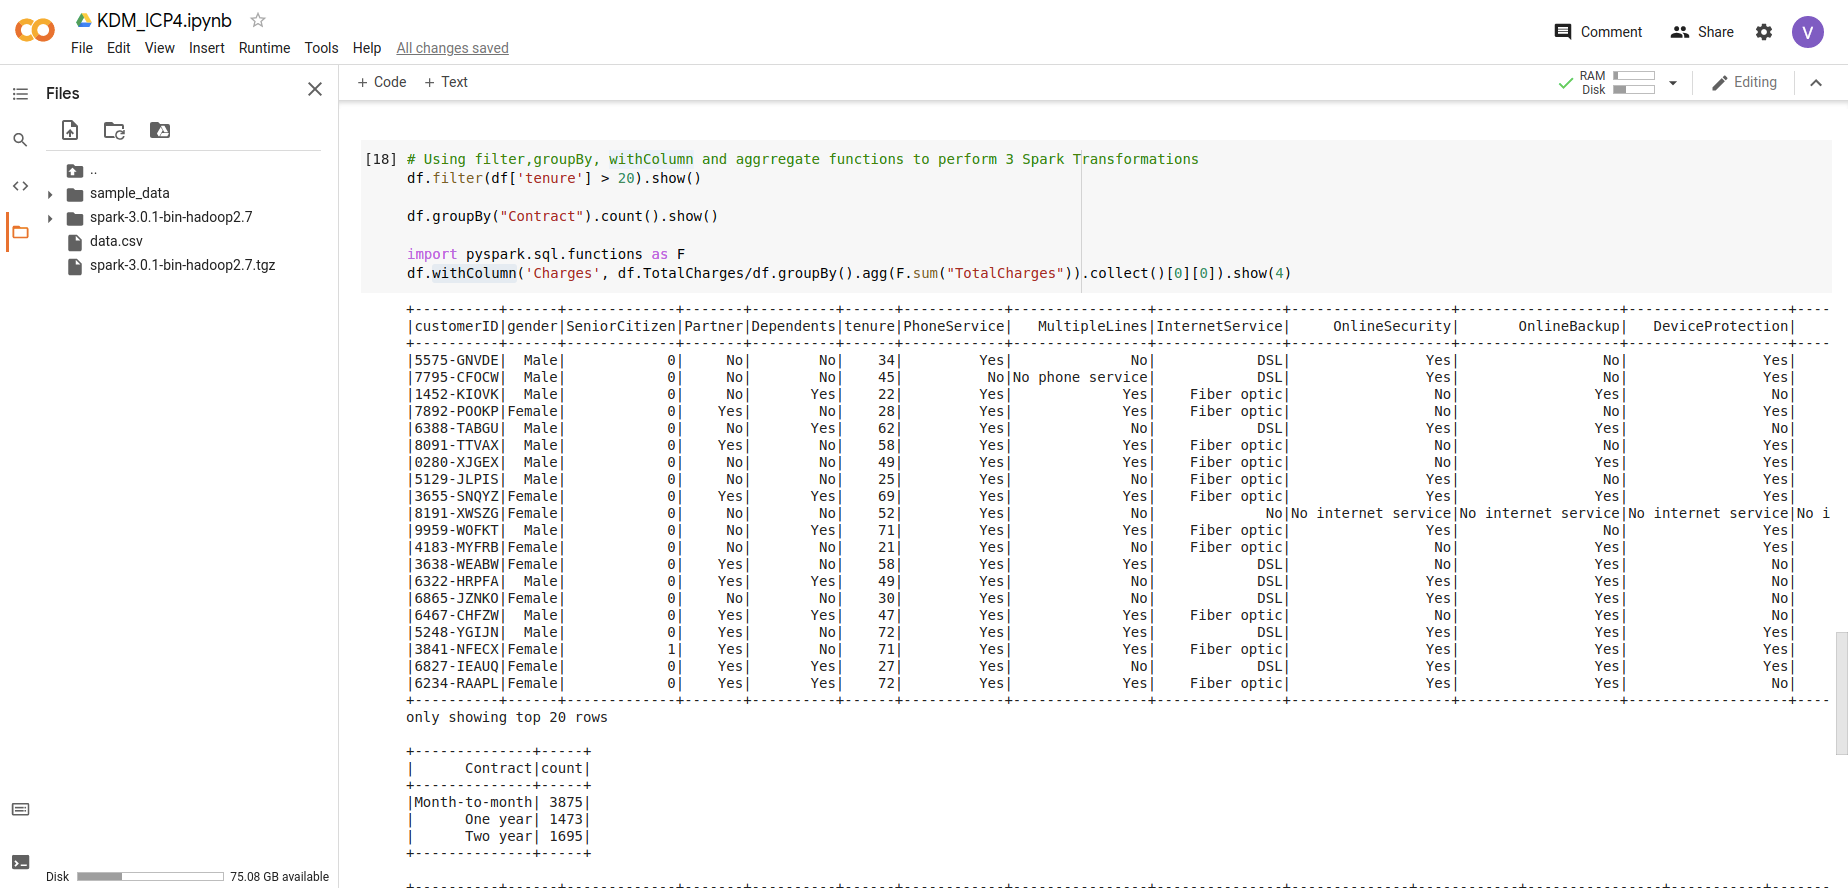 KDM_ICP4.ipynb
File Edit View Insert Runtime Tools Help All changes saved
Comment Share V
Files
+ Code + Text
RAM
Disk
Editing
..
sample_data
spark-3.0.1-bin-hadoop2.7
data.csv
spark-3.0.1-bin-hadoop2.7.tgz
[18] # Using filter,groupBy, withColumn and aggrregate functions to perform 3 Spark Transformations
df.filter(df['tenure'] > 20).show()
df.groupBy("Contract").count().show()
import pyspark.sql.functions as F
df.withColumn('Charges', df.TotalCharges/df.groupBy().agg(F.sum("TotalCharges")).collect()[0][0]).show(4)
+----------+------+-------------+-------+----------+------+------------+----------------+---------------+-------------------+-------------------+-------------------+----
|customerID|gender|SeniorCitizen|Partner|Dependents|tenure|PhoneService|   MultipleLines|InternetService|     OnlineSecurity|       OnlineBackup|   DeviceProtection|
+----------+------+-------------+-------+----------+------+------------+----------------+---------------+-------------------+-------------------+-------------------+----
|5575-GNVDE|  Male|            0|     No|        No|    34|         Yes|              No|            DSL|                Yes|                 No|                Yes|
|7795-CFOCW|  Male|            0|     No|        No|    45|          No|No phone service|            DSL|                Yes|                 No|                Yes|
|1452-KIOVK|  Male|            0|     No|       Yes|    22|         Yes|             Yes|    Fiber optic|                 No|                Yes|                 No|
|7892-POOKP|Female|            0|    Yes|        No|    28|         Yes|             Yes|    Fiber optic|                 No|                 No|                Yes|
|6388-TABGU|  Male|            0|     No|       Yes|    62|         Yes|              No|            DSL|                Yes|                Yes|                 No|
|8091-TTVAX|  Male|            0|    Yes|        No|    58|         Yes|             Yes|    Fiber optic|                 No|                 No|                Yes|
|0280-XJGEX|  Male|            0|     No|        No|    49|         Yes|             Yes|    Fiber optic|                 No|                Yes|                Yes|
|5129-JLPIS|  Male|            0|     No|        No|    25|         Yes|              No|    Fiber optic|                Yes|                 No|                Yes|
|3655-SNQYZ|Female|            0|    Yes|       Yes|    69|         Yes|             Yes|    Fiber optic|                Yes|                Yes|                Yes|
|8191-XWSZG|Female|            0|     No|        No|    52|         Yes|              No|             No|No internet service|No internet service|No internet service|No i
|9959-WOFKT|  Male|            0|     No|       Yes|    71|         Yes|             Yes|    Fiber optic|                Yes|                 No|                Yes|
|4183-MYFRB|Female|            0|     No|        No|    21|         Yes|              No|    Fiber optic|                 No|                Yes|                Yes|
|3638-WEABW|Female|            0|    Yes|        No|    58|         Yes|             Yes|            DSL|                 No|                Yes|                 No|
|6322-HRPFA|  Male|            0|    Yes|       Yes|    49|         Yes|              No|            DSL|                Yes|                Yes|                 No|
|6865-JZNKO|Female|            0|     No|        No|    30|         Yes|              No|            DSL|                Yes|                Yes|                 No|
|6467-CHFZW|  Male|            0|    Yes|       Yes|    47|         Yes|             Yes|    Fiber optic|                 No|                Yes|                 No|
|5248-YGIJN|  Male|            0|    Yes|        No|    72|         Yes|             Yes|            DSL|                Yes|                Yes|                Yes|
|3841-NFECX|Female|            1|    Yes|        No|    71|         Yes|             Yes|    Fiber optic|                Yes|                Yes|                Yes|
|6827-IEAUQ|Female|            0|    Yes|       Yes|    27|         Yes|              No|            DSL|                Yes|                Yes|                Yes|
|6234-RAAPL|Female|            0|    Yes|       Yes|    72|         Yes|             Yes|    Fiber optic|                Yes|                Yes|                 No|
+----------+------+-------------+-------+----------+------+------------+----------------+---------------+-------------------+-------------------+-------------------+----
only showing top 20 rows
+--------------+-----+
|      Contract|count|
+--------------+-----+
|Month-to-month| 3875|
|      One year| 1473|
|      Two year| 1695|
+--------------+-----+
Disk 75.08 GB available